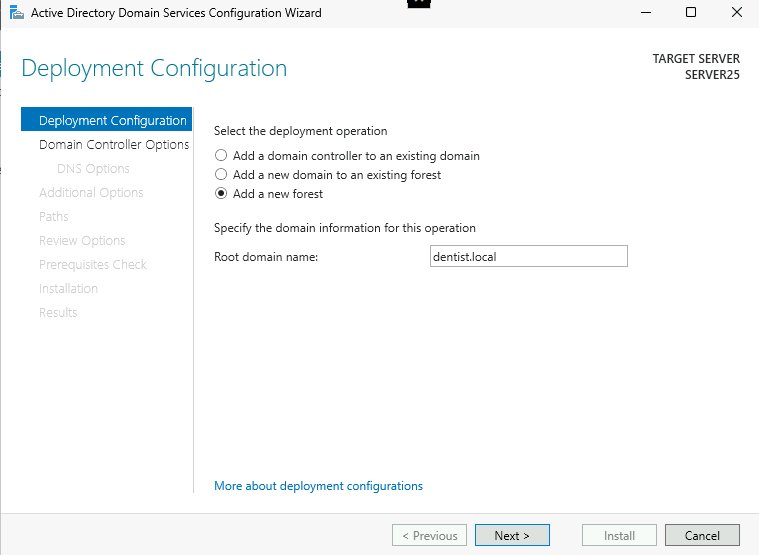 Active Directory Domain Services Configuration Wizard
Deployment Configuration
TARGET SERVER
SERVER25
Deployment Configuration
Domain Controller Options
DNS Options
Additional Options
Paths
Review Options
Prerequisites Check
Installation
Results
Select the deployment operation
Add a domain controller to an existing domain
Add a new domain to an existing forest
Add a new forest
Specify the domain information for this operation
Root domain name: dentist.local
More about deployment configurations
< Previous Next > Install Cancel